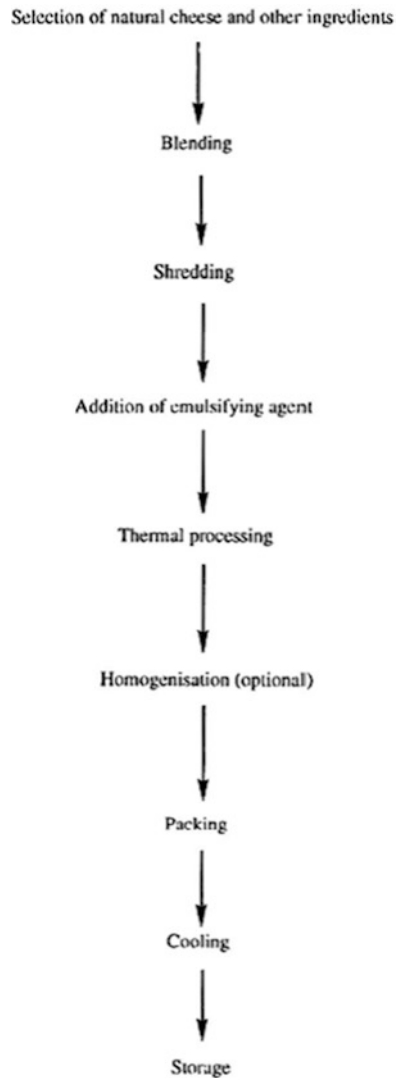 Selection of natural cheese and other ingredients
Blending
Shredding
Addition of emulsifying agent
Thermal processing
Homogenisation (optional)
Packing
Cooling
Storage